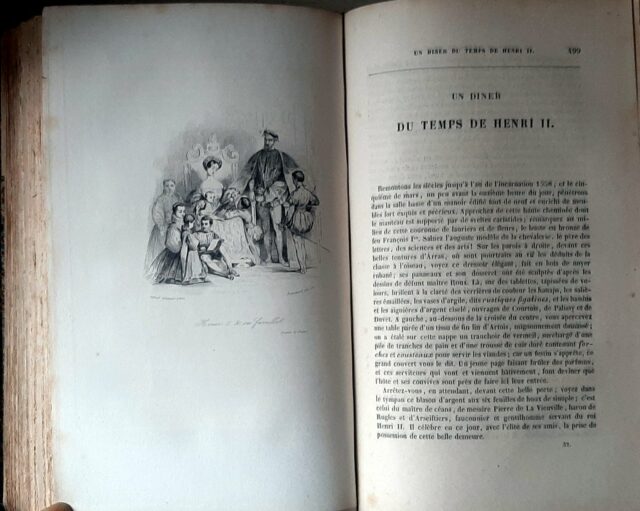 Henri 2 & sa famille
UN DINER DU TEMPS DE HENRI II.
499
UN DINER
DU TEMPS DE HENRI II.
Remontons les siècles jusqu'à l'an de l'incarnation 1558, et le cin-
quième de mars, un peu avant la onzième heure du jour, pénétrons
dans la salle basse d'un manoir édifié tout de neuf et enrichi de meu-
bles fort exquis et précieux. Approchez de cette haute cheminée dont
le manteau est supporté par de sveltes cariatides; contemplez au mi-
lieu de cette couronne de lauriers et de fleurs, le buste en bronze de
feu François Ier. Saluez l'auguste modèle de la chevalerie, le père des
lettres, des sciences et des arts! Sur les parois à droite, devant ces
belles tentures d'Arras, où sont pourtraits au vif les déduits de la
chasse à l'oiseau, voyez ce dressoir élégant, fait en bois de noyer
ses panneaux et son doueret ont été sculptés d'après les
dessins de défunt maître Roux. Là, sur des tablettes, tapissées de ve-
lours, brillent à la clarté des verrières de couleur les hanaps, les saliè-
res émaillées, les vases d'argile, dits rustiques figulines, et les bassins
et les aiguières d'argent ciselé, ouvrages de Courtois, de Palissy et de
Duvet. A gauche, au-dessous de la croisée du centre, vous apercevez
une table parée d'un tissu de fin lin d'Artois, mignonnement damassé;
on a étalé sur cette nappe un tranchoir de vermeil, surchargé d'une
pile de tranches de pain et d'une trousse de cuir doré contenant four-
ches et cousteaux pour servir les viandes; car un festin s'apprête, ce
grand couvert vous le dit. Un jeune page faisant brûler des parfums,
et ces serviteurs qui vont et viennent hâtivement, font deviner que
l'hôte et ses convives sont près de faire ici leur entrée.
Arrêtez-vous, en attendant, devant cette belle porte; voyez dans
le tympan ce blason d'argent aux six feuilles de houx de simple; c'est
celui du maître de céans, de messire Pierre de La Vieuville, baron de
Rugles et d'Arseiltiers, fauconnier et gentilhomme servant du roi
Henri II. Il célèbre en ce jour, avec l'élite de ses amis, la prise de
possession de cette belle demeure.
32.